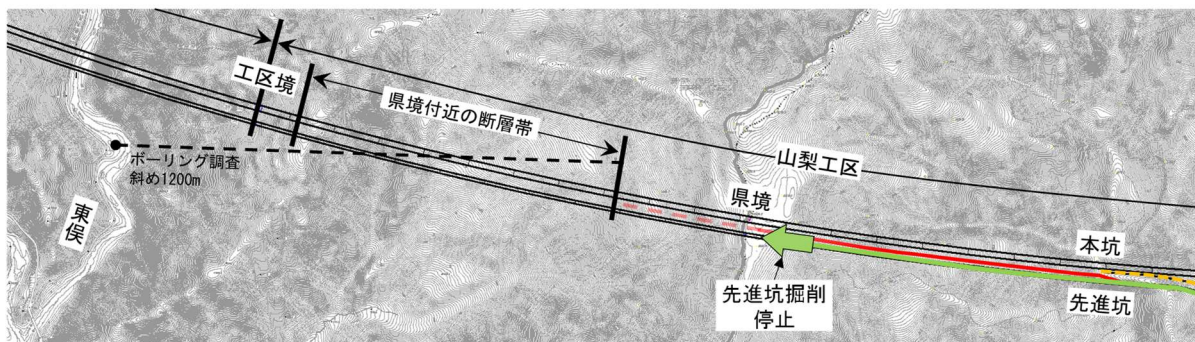 工区境
県境付近の断層帯
ボーリング調査
斜め1200m
東俣
山梨工区
県境
先進坑掘削
停止
本坑
先進坑